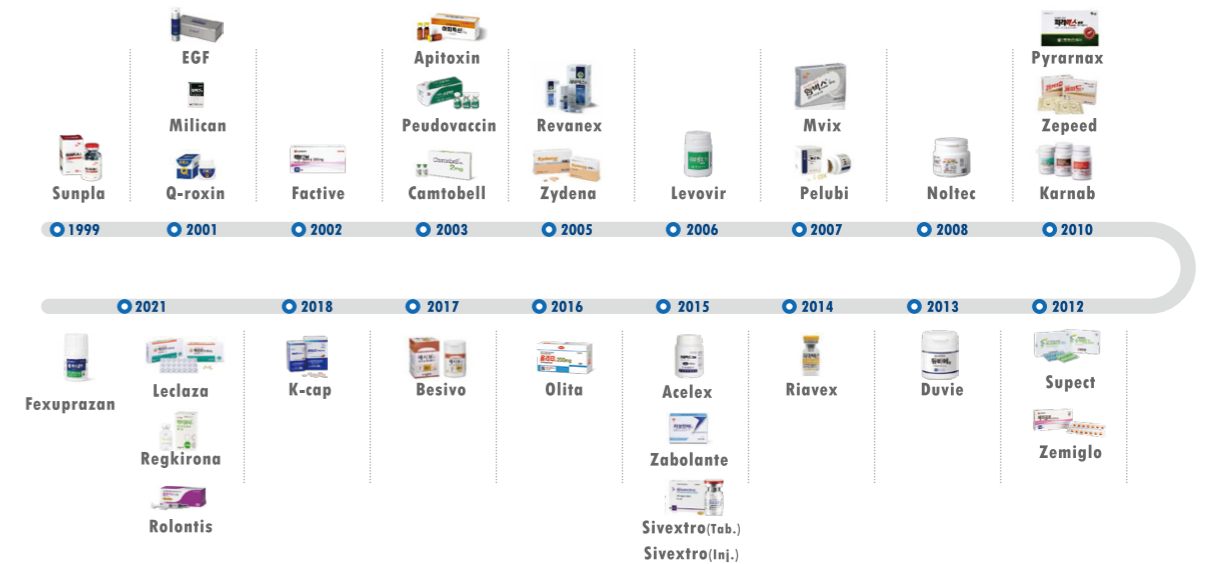 EGF
Apitoxin
Pyrarnax
Milican
Peudovaccin
Revanex
Mvix
Zepeed
Sunpla
Q-roxin
Factive
Camtobell
Zydena
Levovir
Pelubi
Noltec
Karnab
1999
2001
2002
2003
2005
2006
2007
2008
2010
2021
2018
2017
2016
2015
2014
2013
2012
Fexuprazan
Leclaza
K-cap
Besivo
Olita
Acelex
Riavex
Duvie
Supect
Regkirona
Zabolante
Zemiglo
Rolontis
Sivextro(Tab.)
Sivextro(Inj.)